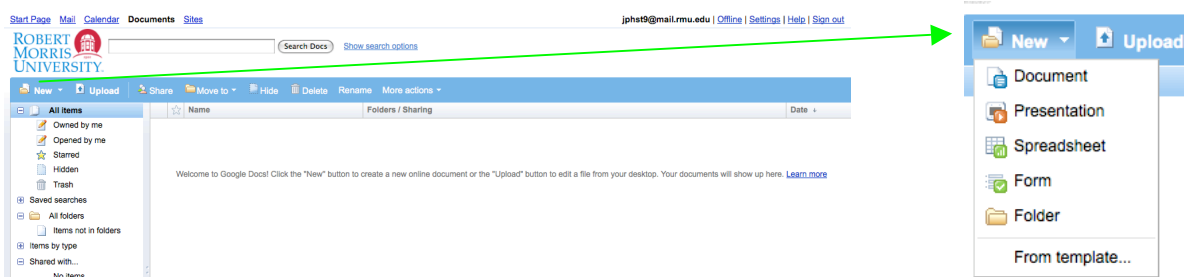 Start Page Mail Calendar Documents Sites
jphst9@mail.rmu.edu | Offline | Settings | Help | Sign out
ROBERT
MORRIS
UNIVERSITY.
Search Docs
Show search options
New Upload Share Move to Hide Delete Rename More actions
All items
Owned by me
Opened by me
Starred
Hidden
Trash
Saved searches
All folders
Items not in folders
Items by type
Shared with...
No items
Name Folders / Sharing Date
Welcome to Google Docs! Click the "New" button to create a new online document or the "Upload" button to edit a file from your desktop. Your documents will show up here. Learn more
New Upload
Document
Presentation
Spreadsheet
Form
Folder
From template...